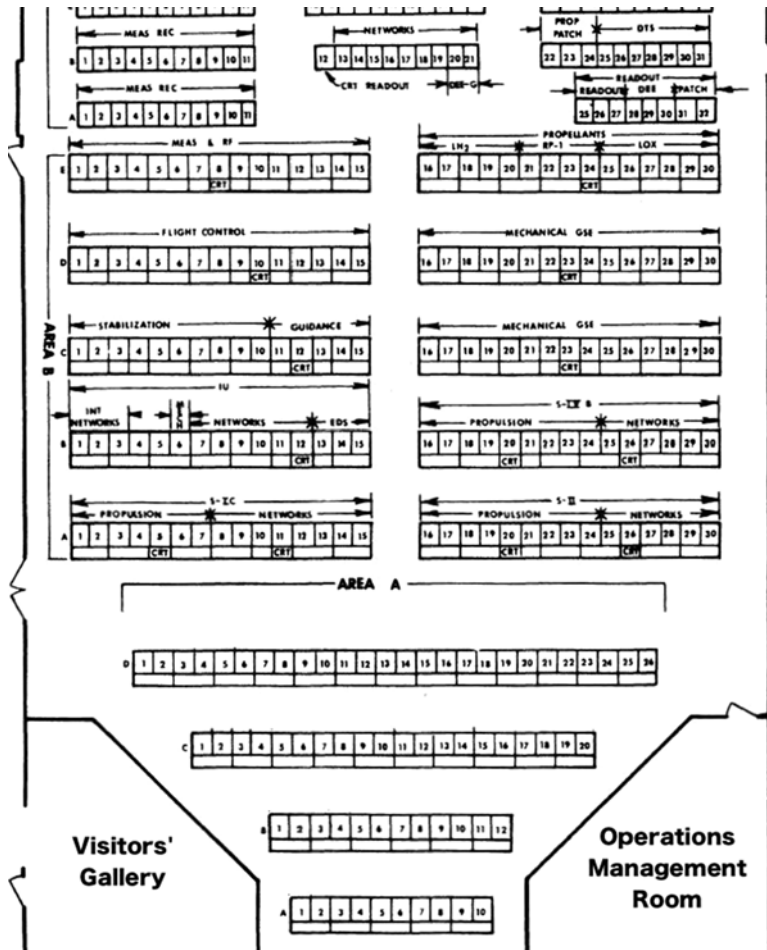 MEAS REC
NETWORKS
PROP PATCH
DTS
B 1 2 3 4 5 6 7 8 9 10 11
12 13 14 15 16 17 18 19 20 21
22 23 24 25 26 27 28 29 30 31
CRT READOUT
DEE-G
MEAS REC
READOUT
READOUT DEE PATCH
A 1 2 3 4 5 6 7 8 9 10 11
25 26 27 28 29 30 31 32
MEAS & RF
PROPELLANTS
LH2 RP-1 LOX
E 1 2 3 4 5 6 7 8 9 10 11 12 13 14 15
16 17 18 19 20 21 22 23 24 25 26 27 28 30
CRT
CRT
FLIGHT CONTROL
MECHANICAL GSE
D 1 2 3 4 5 6 7 8 9 10 11 12 13 14 15
16 17 18 19 20 21 22 23 24 25 26 27 28 29 30
CRT
CRT
AREA B
STABILIZATION
GUIDANCE
MECHANICAL GSE
C 1 2 3 4 5 6 7 8 9 10 11 12 13 14 15
16 17 18 19 20 21 22 23 24 25 26 27 28 29 30
CRT
CRT
IU
S-IV B
INT NETWORKS
NETWORKS
EDS
PROPULSION
NETWORKS
B 1 2 3 4 5 6 7 8 9 10 11 12 13 14 15
16 17 18 19 20 21 22 23 24 25 26 27 28 29 30
CRT
CRT
CRT
S-IC
S-II
PROPULSION
NETWORKS
PROPULSION
NETWORKS
A 1 2 3 4 5 6 7 8 9 10 11 12 13 14 15
16 17 18 19 20 21 22 23 24 25 26 27 28 29 30
CRT
CRT
CRT
CRT
AREA A
D 1 2 3 4 5 6 7 8 9 10 11 12 13 14 15 16 17 18 19 20 21 22 23 24 25 26
C 1 2 3 4 5 6 7 8 9 10 11 12 13 14 15 16 17 18 19 20
B 1 2 3 4 5 6 7 8 9 10 11 12
Visitors'
Gallery
Operations
Management
Room
A 1 2 3 4 5 6 7 8 9 10